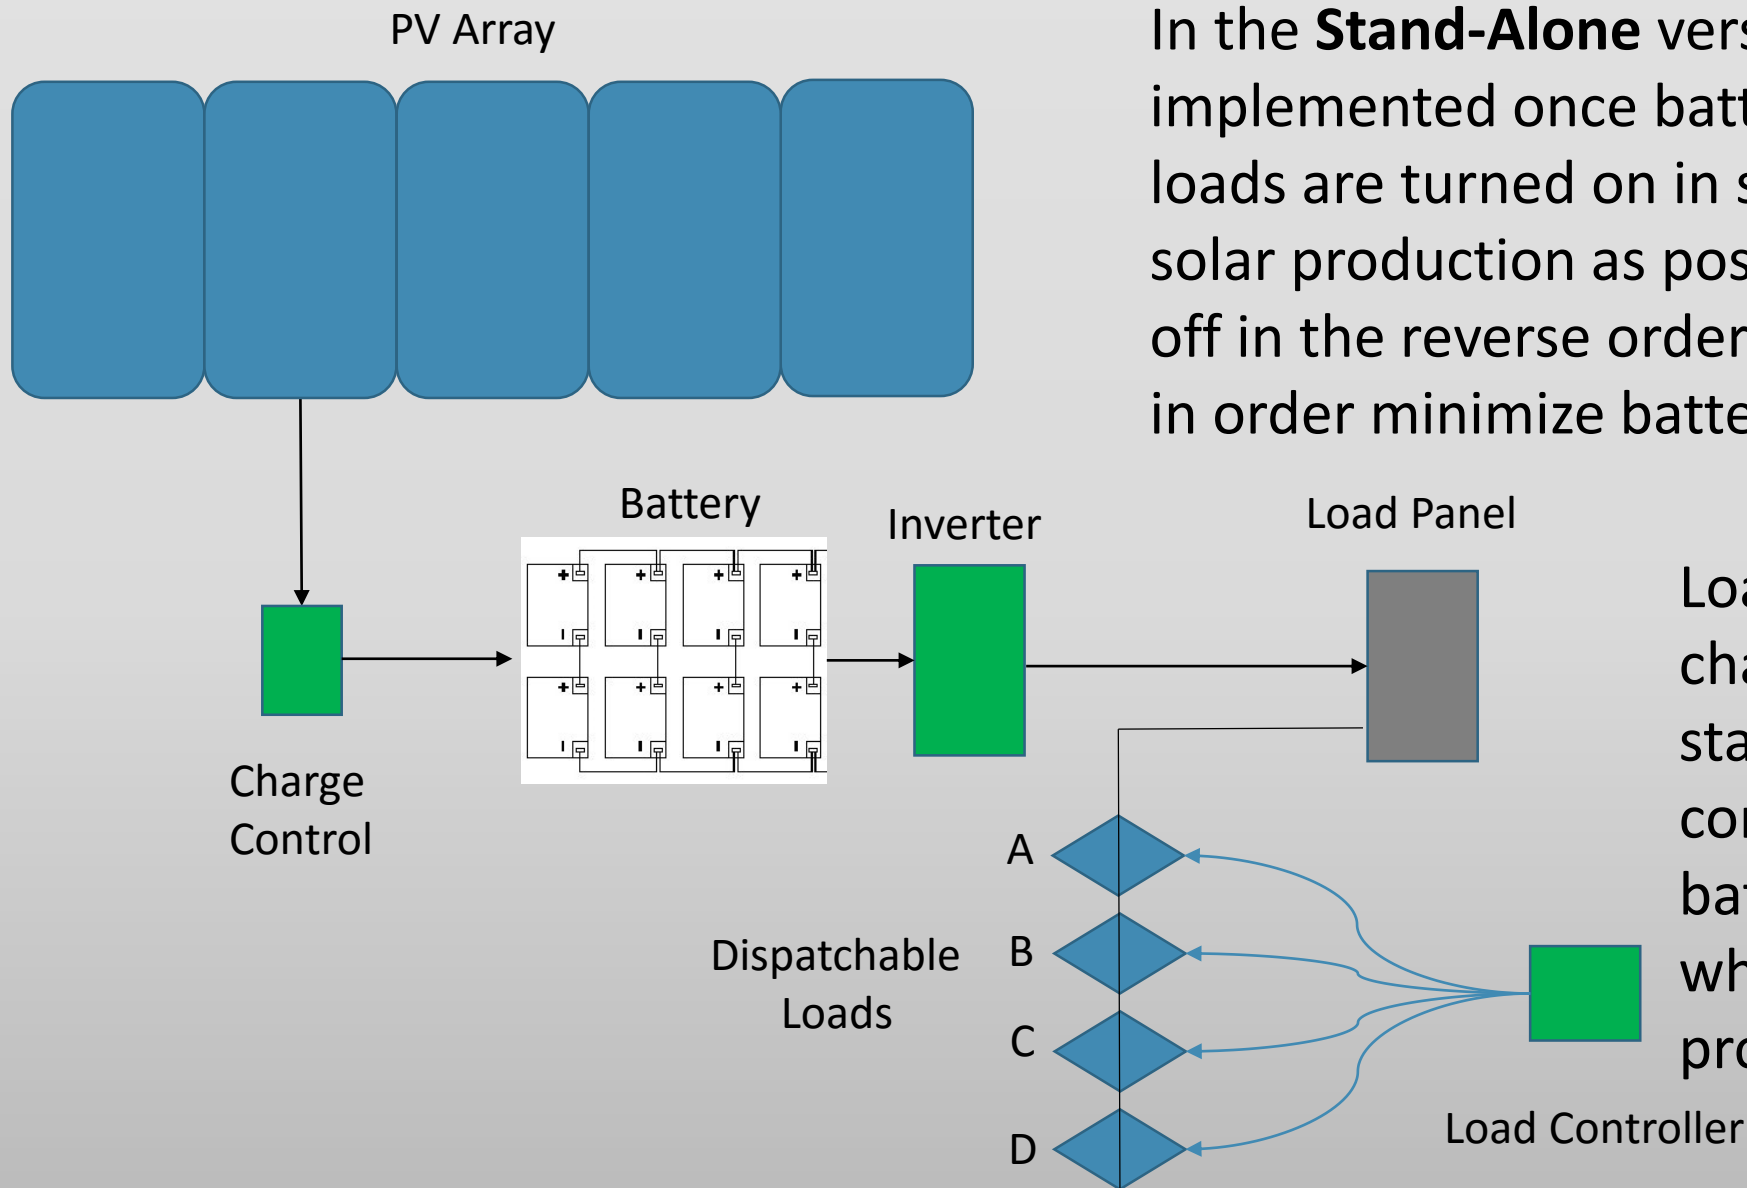 PV Array
In the Stand-Alone vers
implemented once batt
loads are turned on in s
solar production as pos
off in the reverse order
in order minimize batte
Battery
Inverter
Load Panel
Charge
Control
Loa
cha
sta
con
bat
wh
pro
Dispatchable
Loads
A
B
C
D
Load Controller